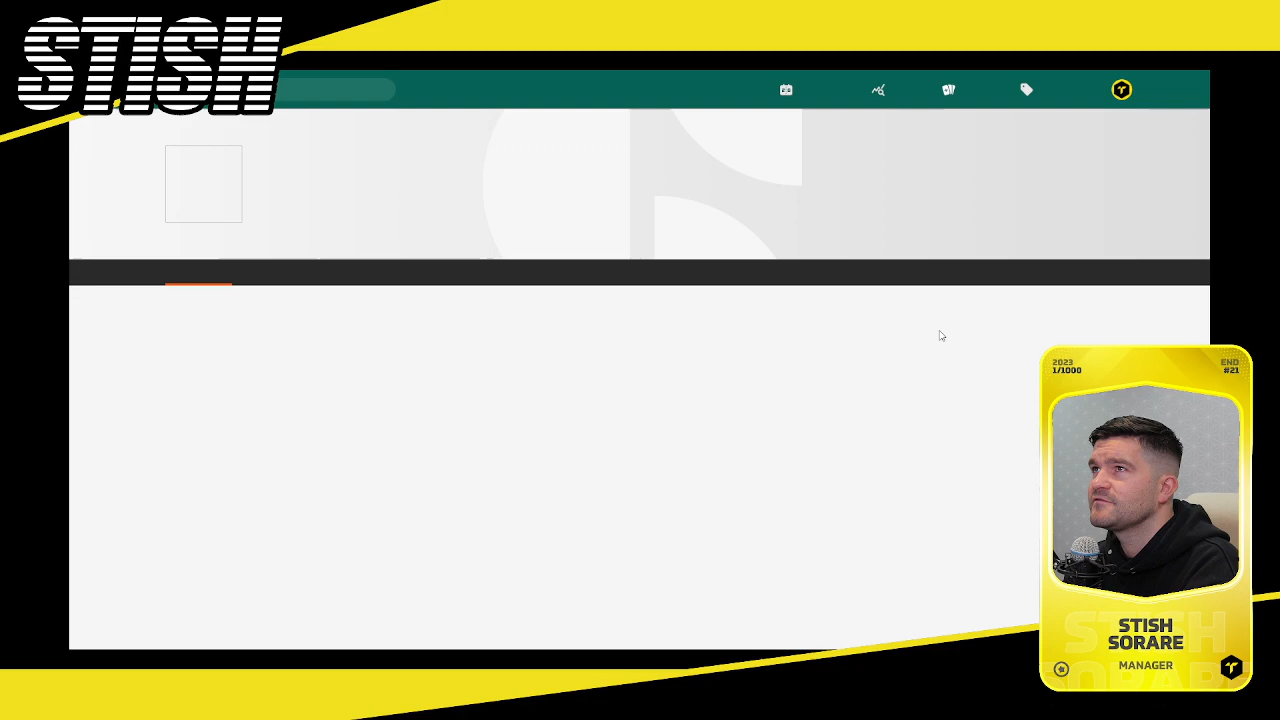 STISH
2023
1/1000
END
#21
STISH
SORARE
MANAGER